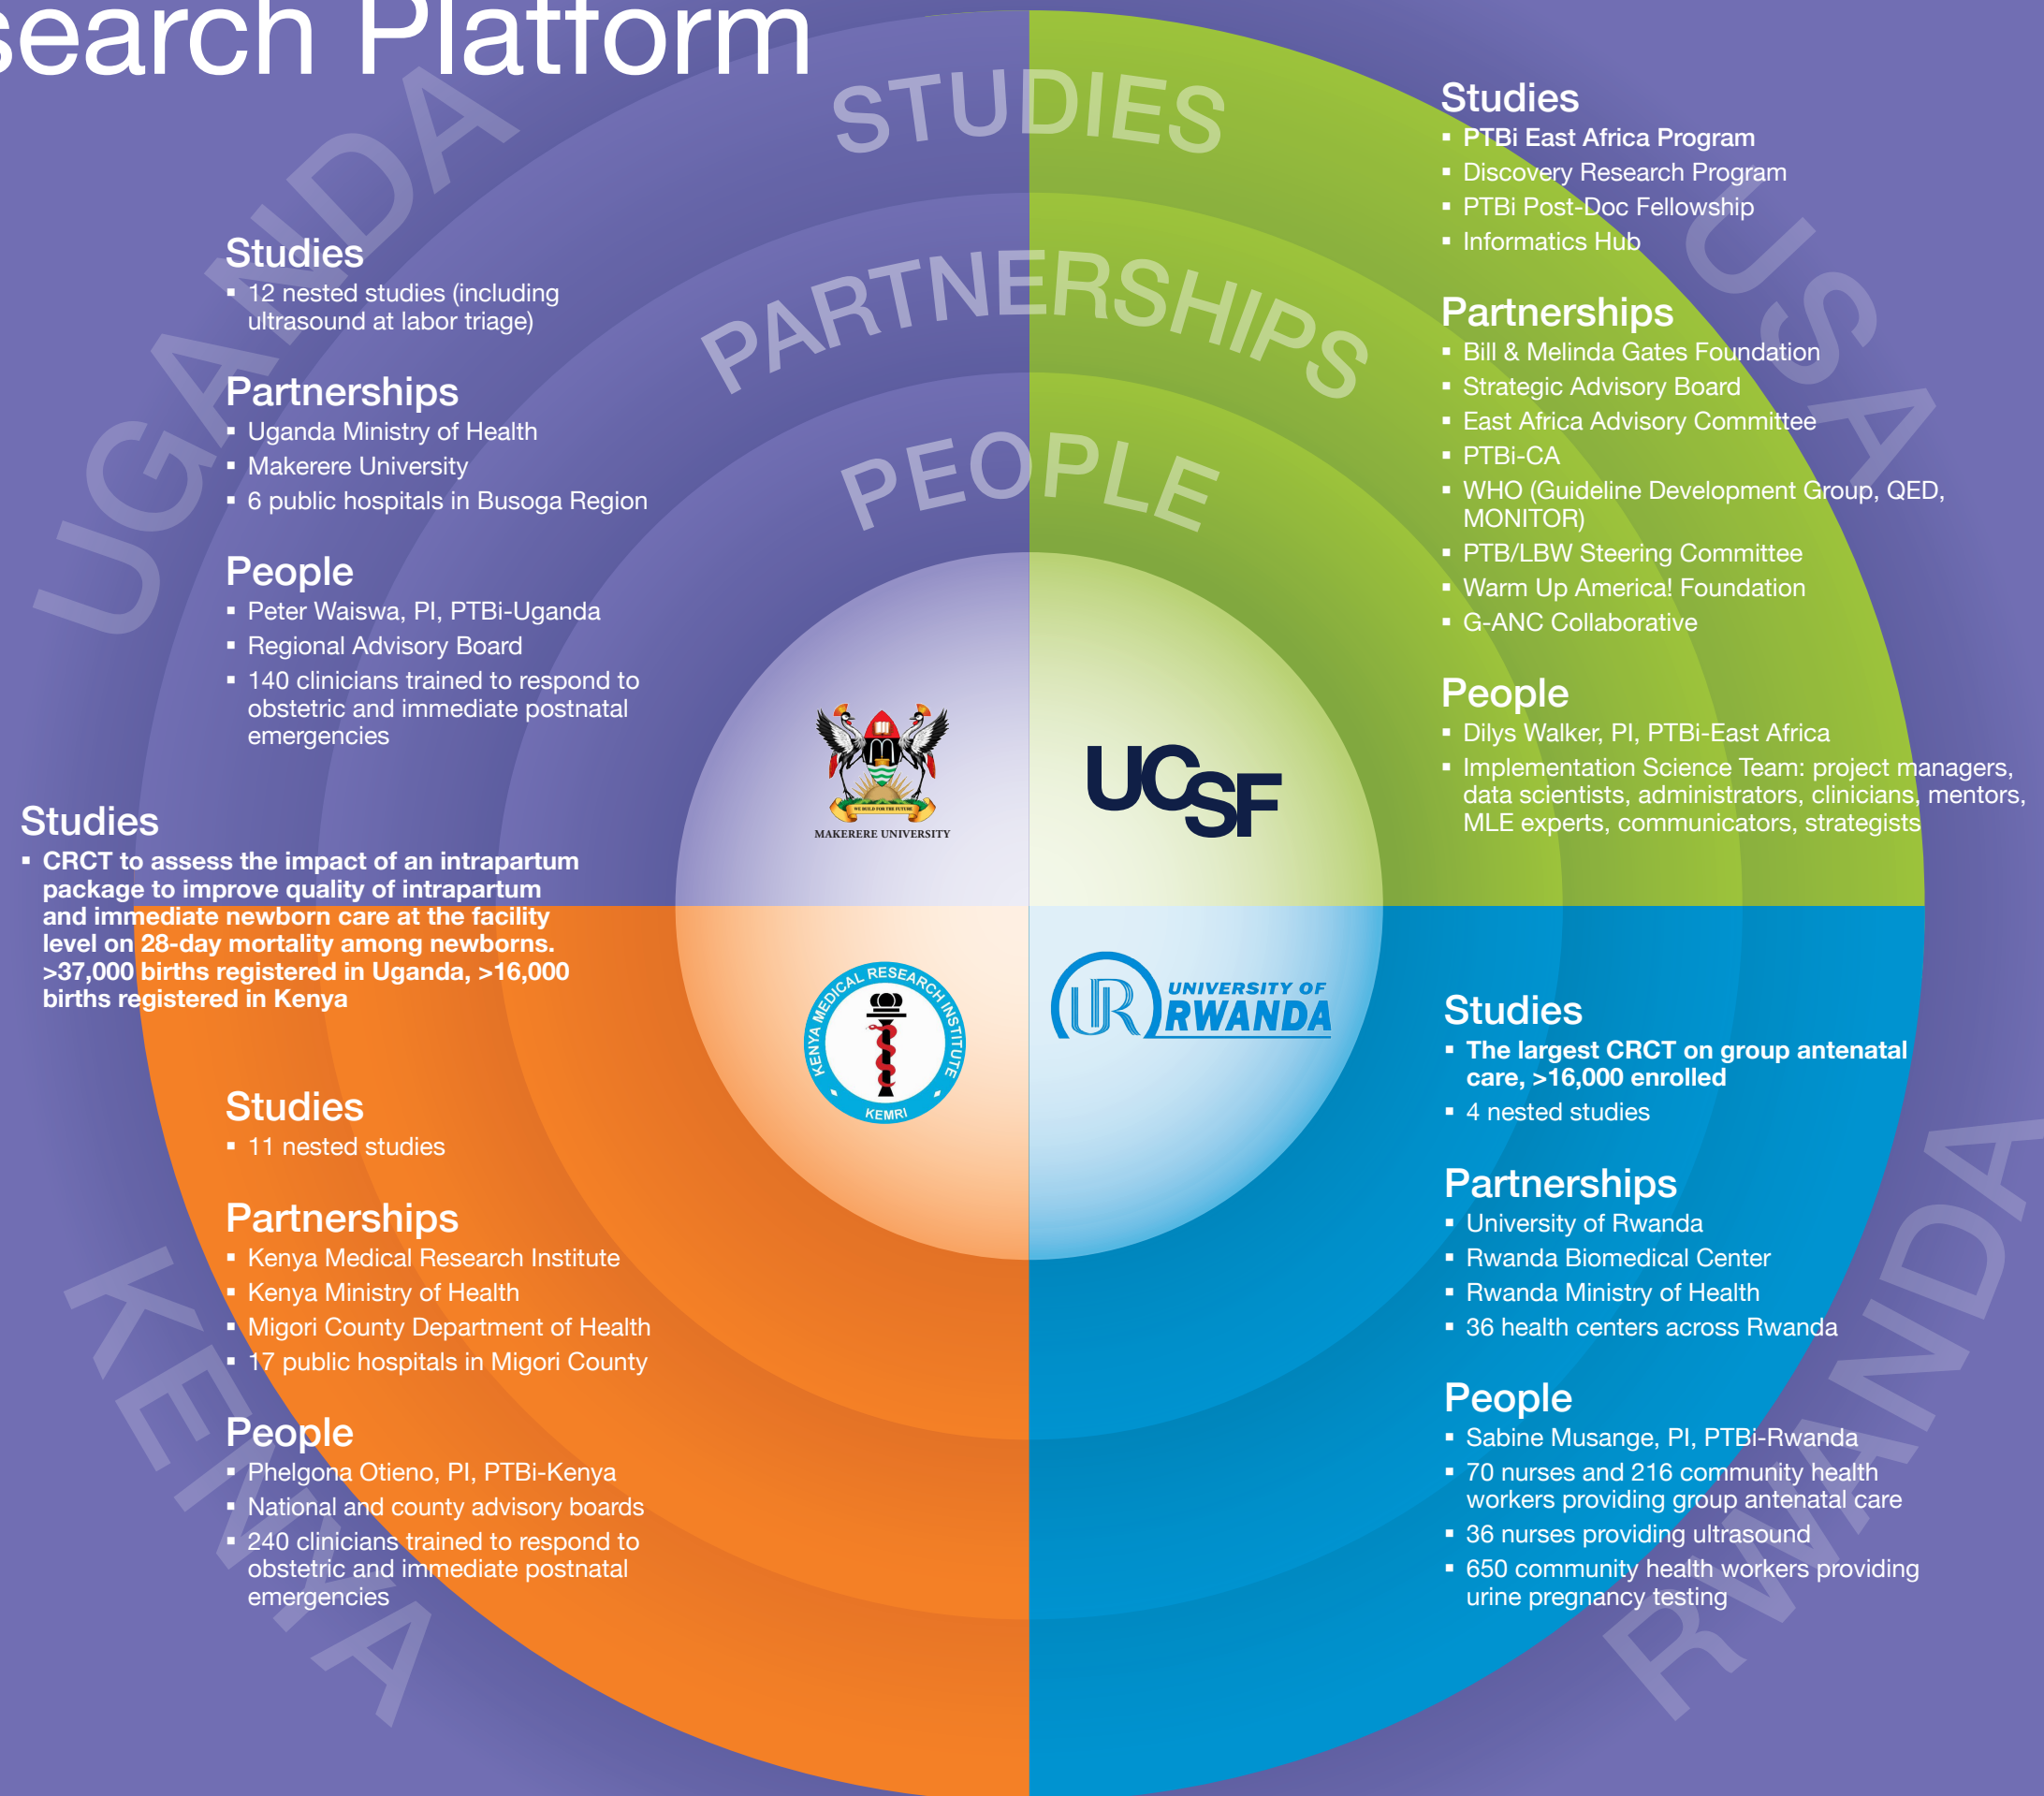 search Platform
STUDIES
PARTNERSHIPS
PEOPLE
UGANDA
Studies
▪ 12 nested studies (including
ultrasound at labor triage)
Partnerships
▪ Uganda Ministry of Health
▪ Makerere University
▪ 6 public hospitals in Busoga Region
People
▪ Peter Waiswa, PI, PTBi-Uganda
▪ Regional Advisory Board
▪ 140 clinicians trained to respond to
obstetric and immediate postnatal
emergencies
Studies
▪ CRCT to assess the impact of an intrapartum
package to improve quality of intrapartum
and immediate newborn care at the facility
level on 28-day mortality among newborns.
>37,000 births registered in Uganda, >16,000
births registered in Kenya
KENYA
Studies
▪ 11 nested studies
Partnerships
▪ Kenya Medical Research Institute
▪ Kenya Ministry of Health
▪ Migori County Department of Health
▪ 17 public hospitals in Migori County
People
▪ Phelgona Otieno, PI, PTBi-Kenya
▪ National and county advisory boards
▪ 240 clinicians trained to respond to
obstetric and immediate postnatal
emergencies
WE BUILD FOR THE FUTURE
MAKERERE UNIVERSITY
UCSF
KENYA MEDICAL RESEARCH INSTITUTE
KEMRI
UR
UNIVERSITY OF
RWANDA
USA
Studies
▪ PTBi East Africa Program
▪ Discovery Research Program
▪ PTBi Post-Doc Fellowship
▪ Informatics Hub
Partnerships
▪ Bill & Melinda Gates Foundation
▪ Strategic Advisory Board
▪ East Africa Advisory Committee
▪ PTBi-CA
▪ WHO (Guideline Development Group, QED,
MONITOR)
▪ PTB/LBW Steering Committee
▪ Warm Up America! Foundation
▪ G-ANC Collaborative
People
▪ Dilys Walker, PI, PTBi-East Africa
▪ Implementation Science Team: project managers,
data scientists, administrators, clinicians, mentors,
MLE experts, communicators, strategists
RWANDA
Studies
▪ The largest CRCT on group antenatal
care, >16,000 enrolled
▪ 4 nested studies
Partnerships
▪ University of Rwanda
▪ Rwanda Biomedical Center
▪ Rwanda Ministry of Health
▪ 36 health centers across Rwanda
People
▪ Sabine Musange, PI, PTBi-Rwanda
▪ 70 nurses and 216 community health
workers providing group antenatal care
▪ 36 nurses providing ultrasound
▪ 650 community health workers providing
urine pregnancy testing